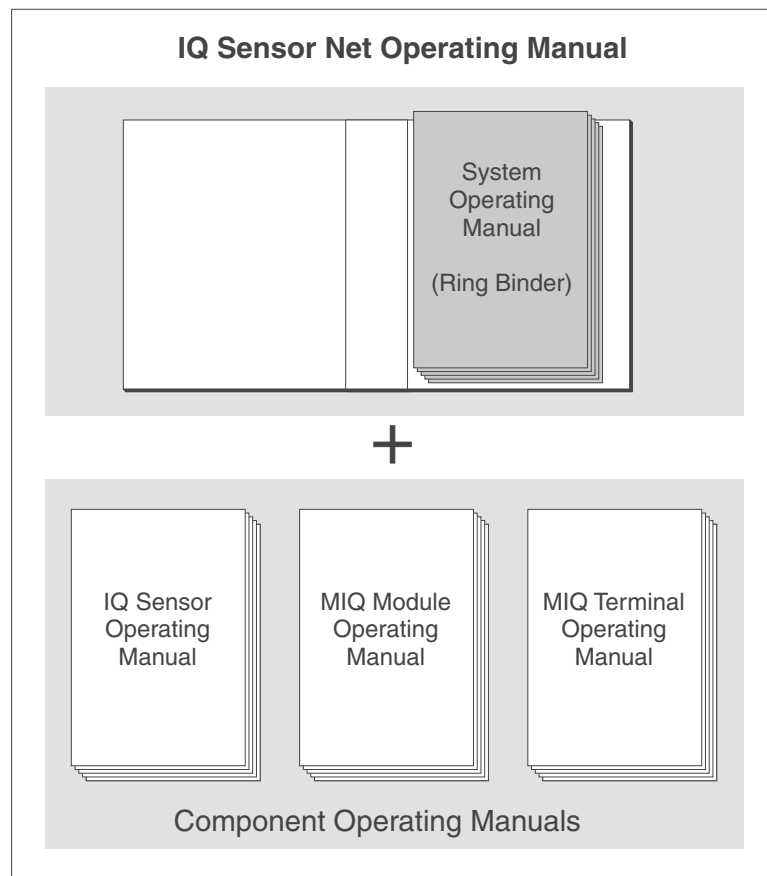 IQ Sensor Net Operating Manual
System
Operating
Manual
(Ring Binder)
+
IQ Sensor
Operating
Manual
MIQ Module
Operating
Manual
MIQ Terminal
Operating
Manual
Component Operating Manuals